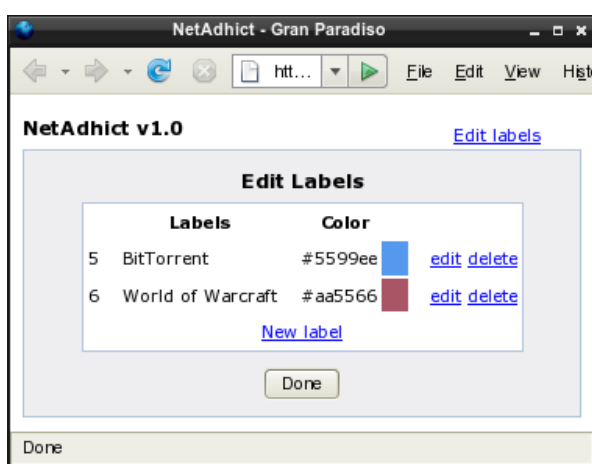 NetAdhict - Gran Paradiso
htt... File Edit View Hist
NetAdhict v1.0
Edit labels
Edit Labels
Labels Color
5 BitTorrent #5599ee edit delete
6 World of Warcraft #aa5566 edit delete
New label
Done
Done